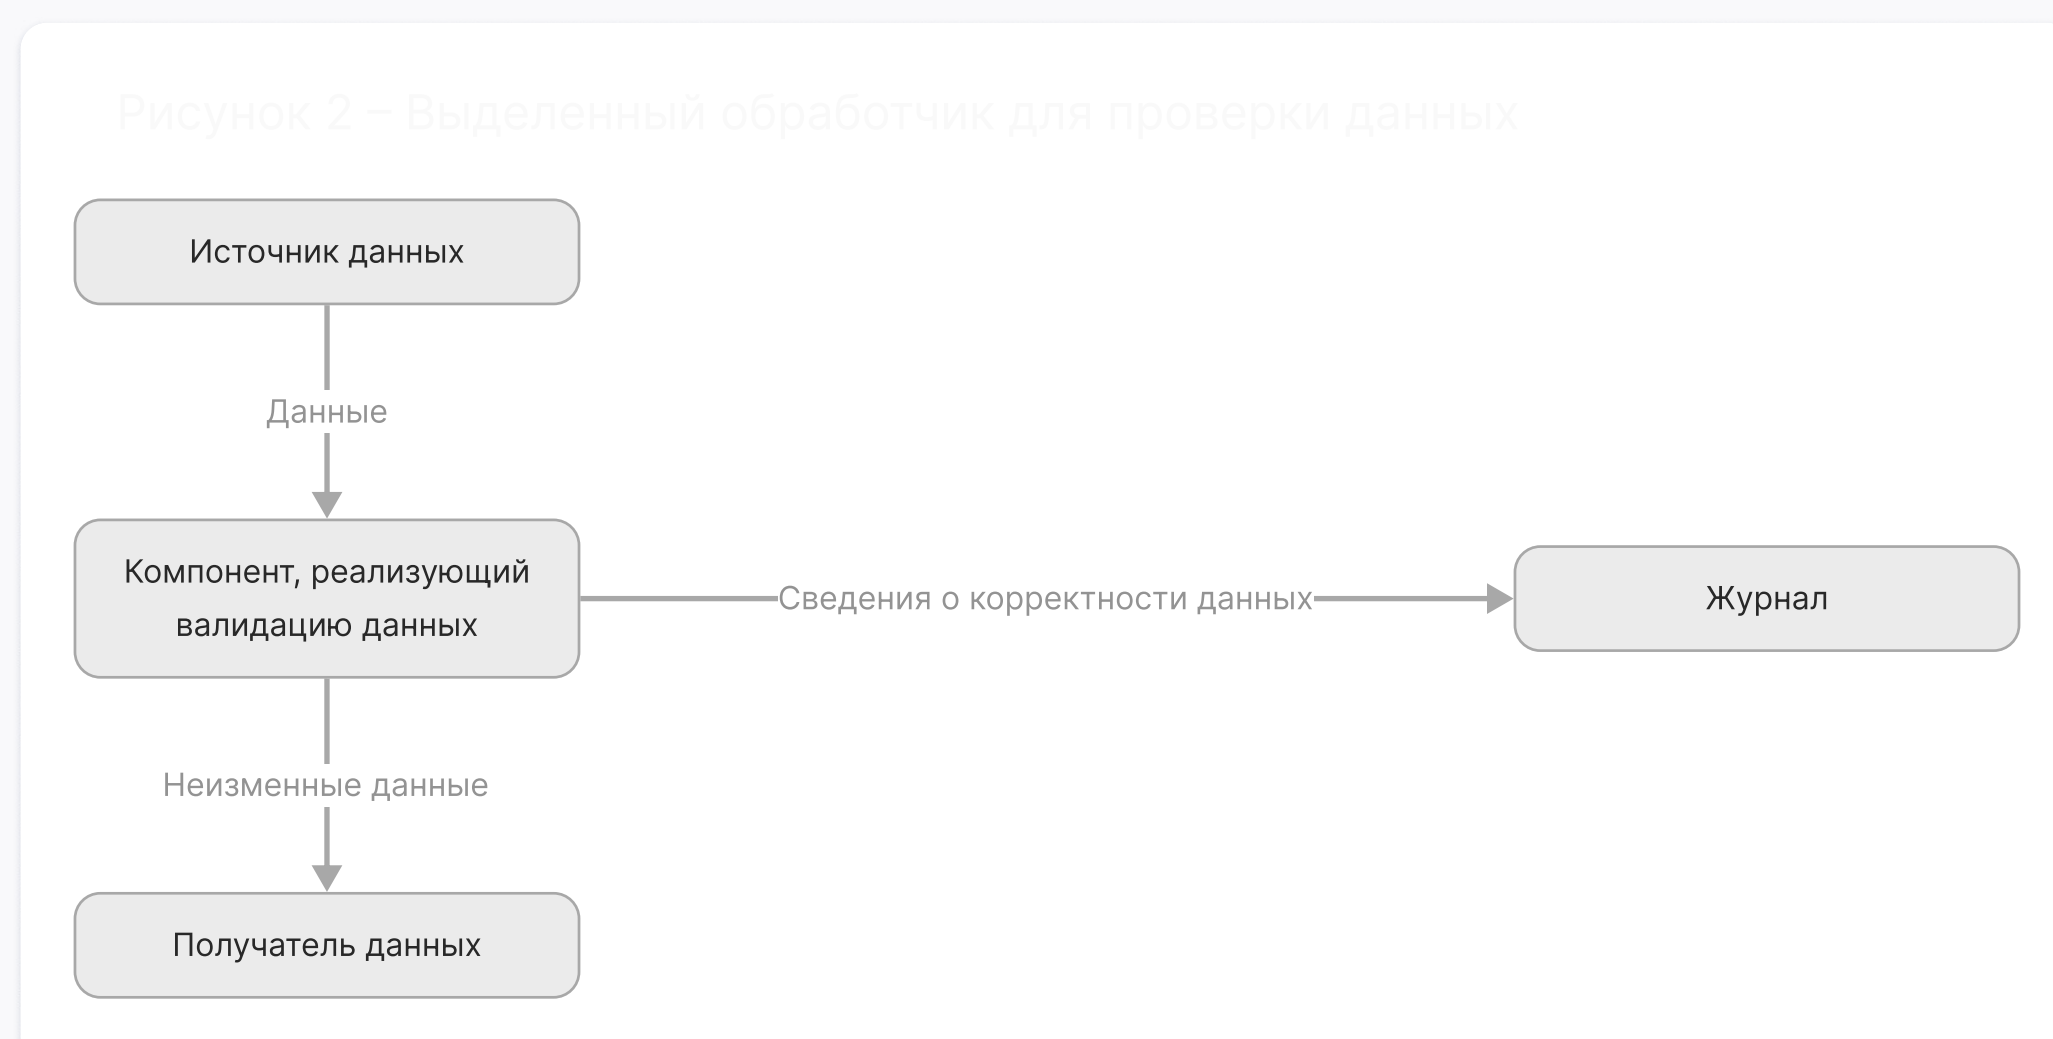 Рисунок 2 – Выделенный обработчик для проверки данных
Источник данных
Данные
Компонент, реализующий
валидацию данных
Сведения о корректности данных
Журнал
Неизменные данные
Получатель данных